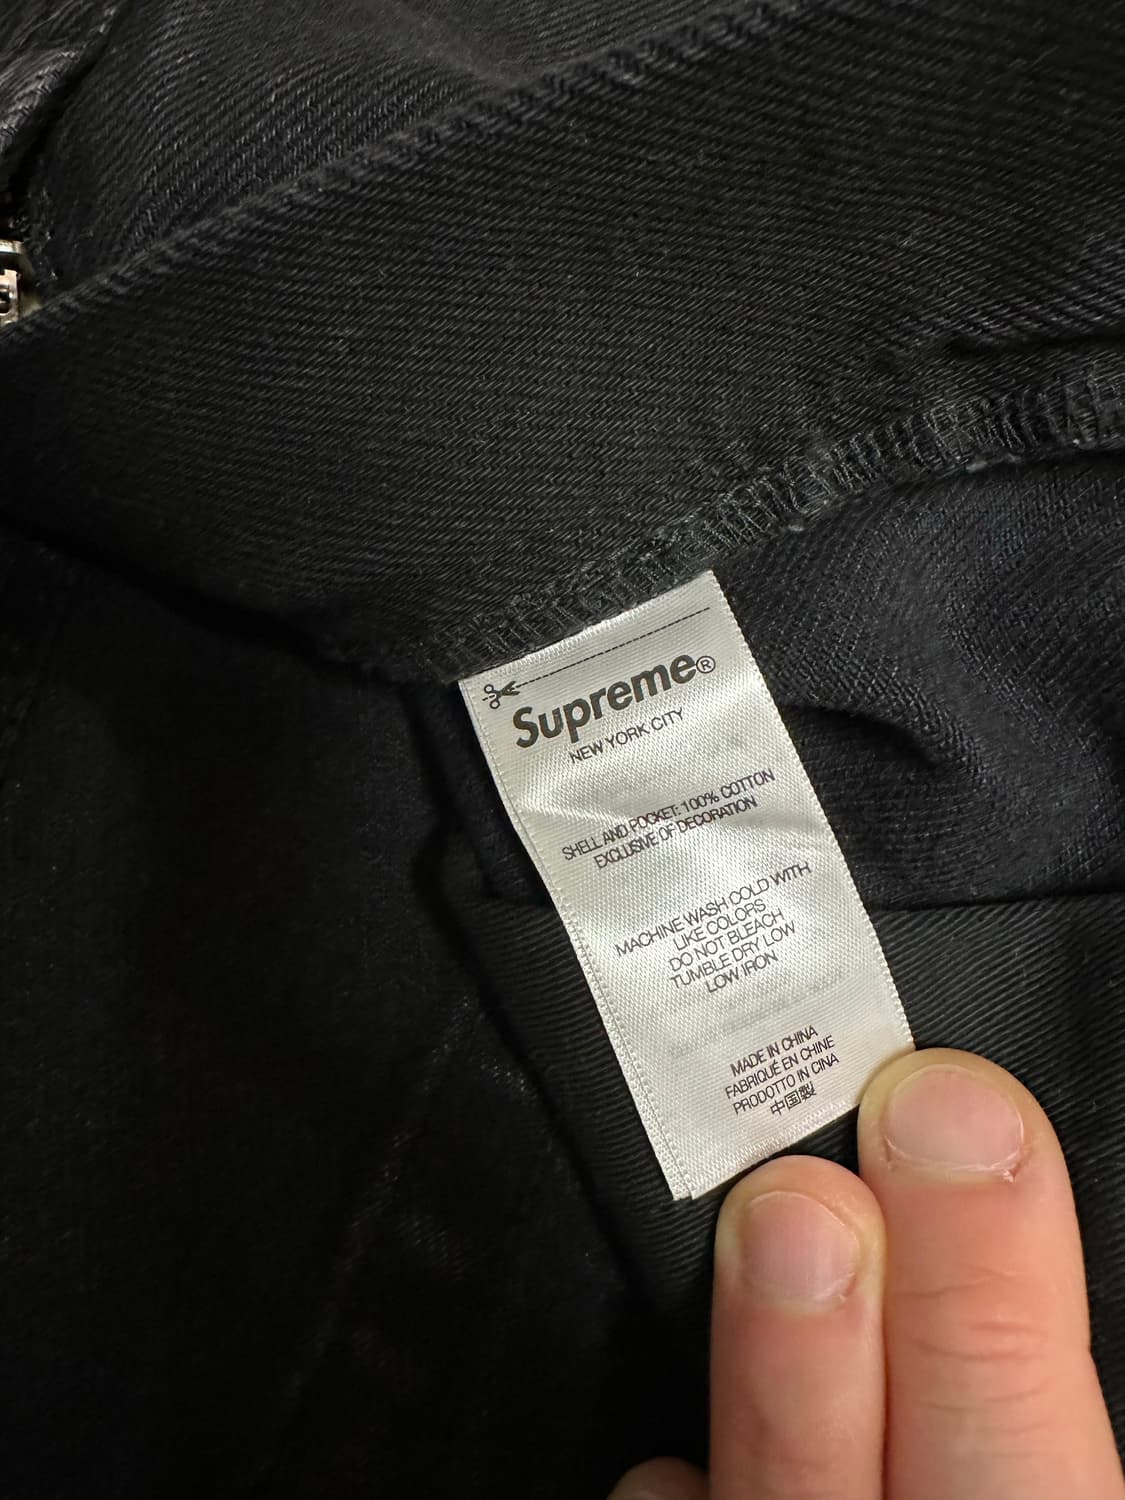 Supreme®
NEW YORK CITY
SHELL AND POCKET: 100% COTTON
EXCLUSIVE OF DECORATION
MACHINE WASH COLD WITH
LIKE COLORS
DO NOT BLEACH
TUMBLE DRY LOW
LOW IRON
MADE IN CHINA
FABRIQUÉ EN CHINE
PRODOTTO IN CINA
中国製